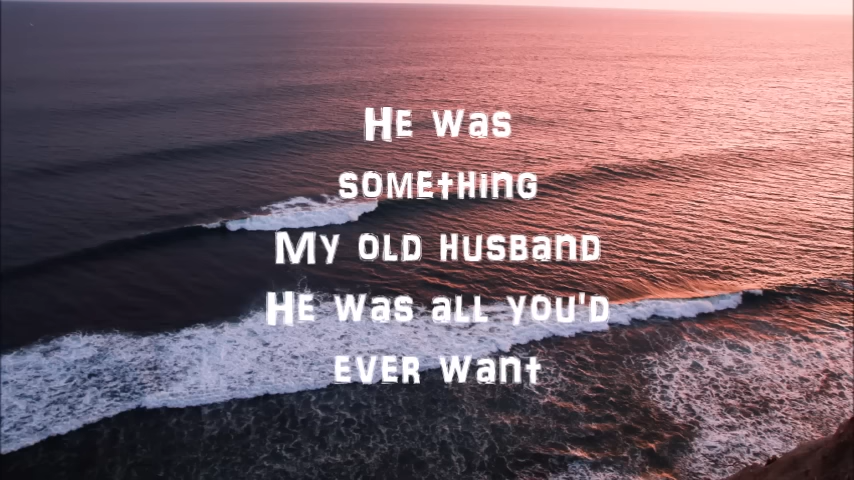 He was
something
My old husband
He was all you'd
ever want